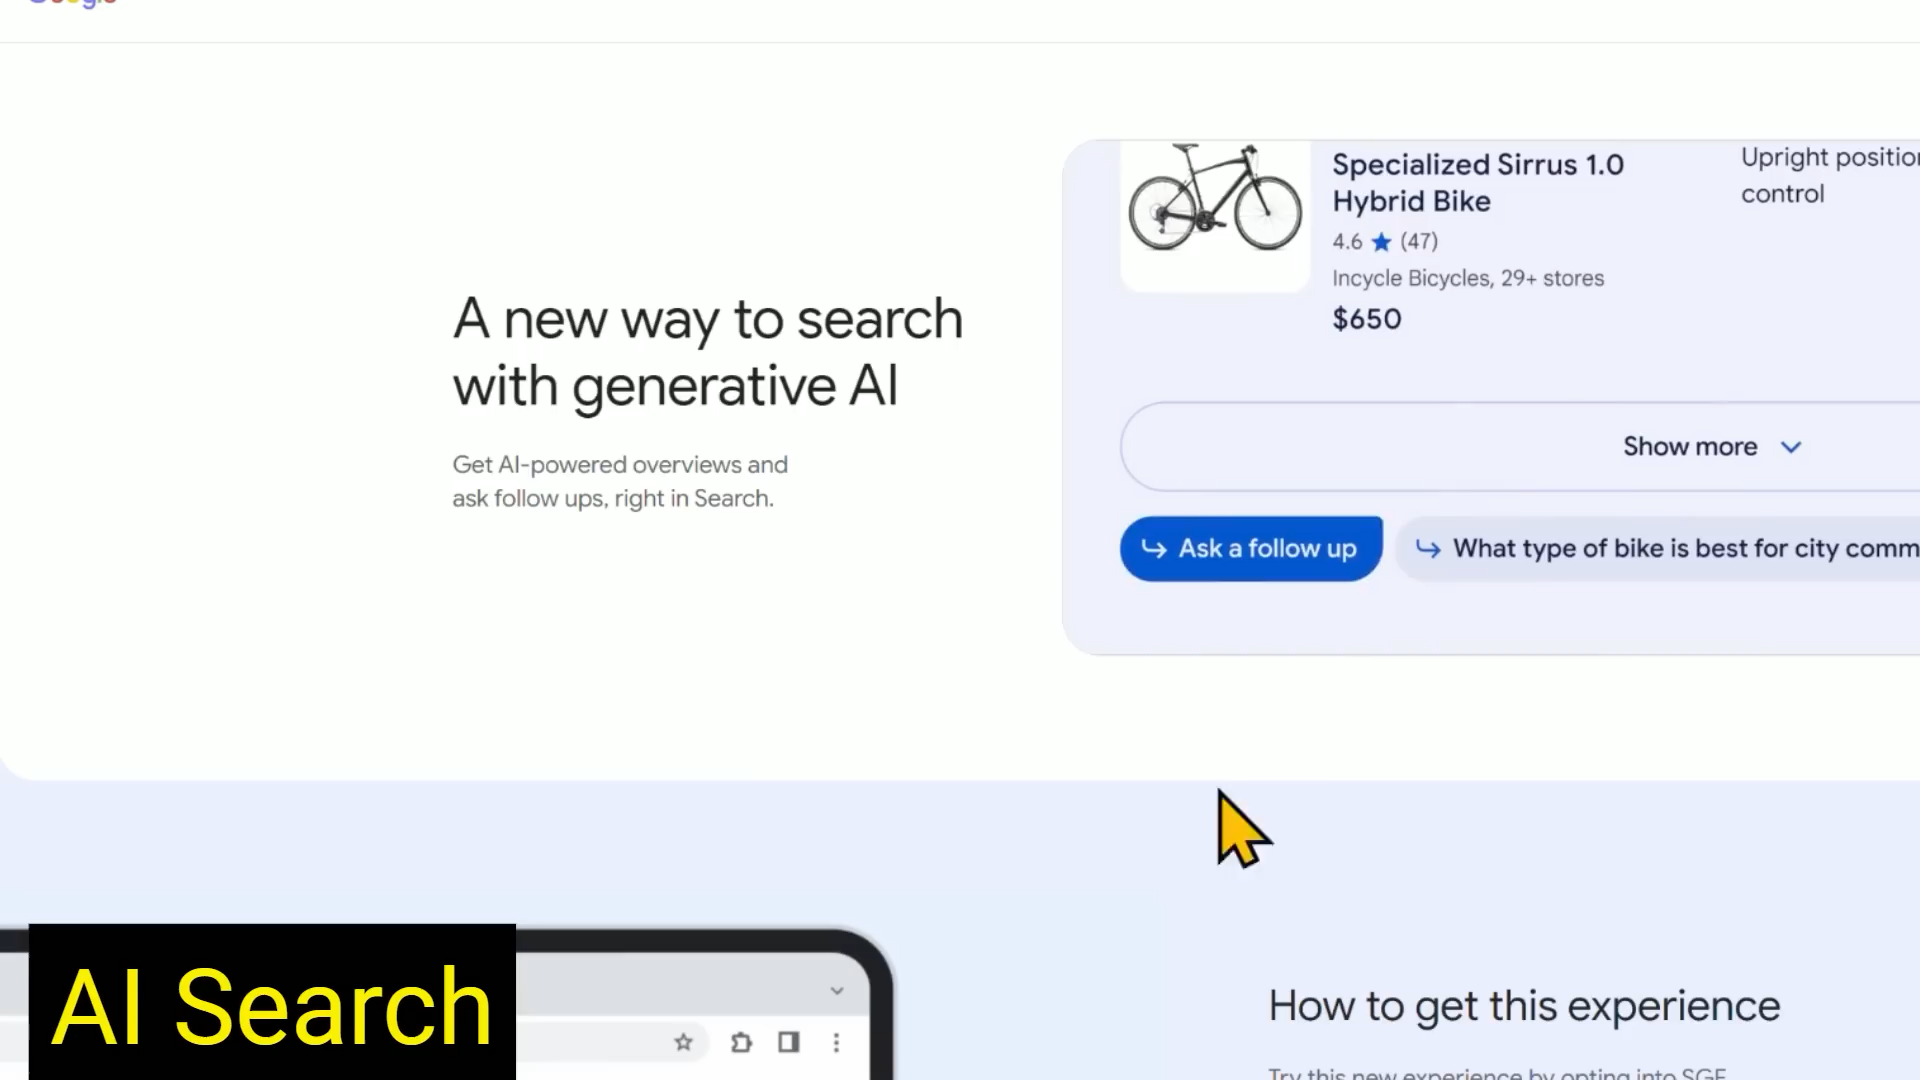 Google
Specialized Sirrus 1.0
Hybrid Bike
4.6 ★ (47)
Incycle Bicycles, 29+ stores
$650
Upright
control
A new way to search
with generative AI
Get AI-powered overviews and
ask follow ups, right in Search.
Show more
Ask a follow up
What type of bike is best for city
AI Search
How to get this experience
Try this new experience by opting into SGE